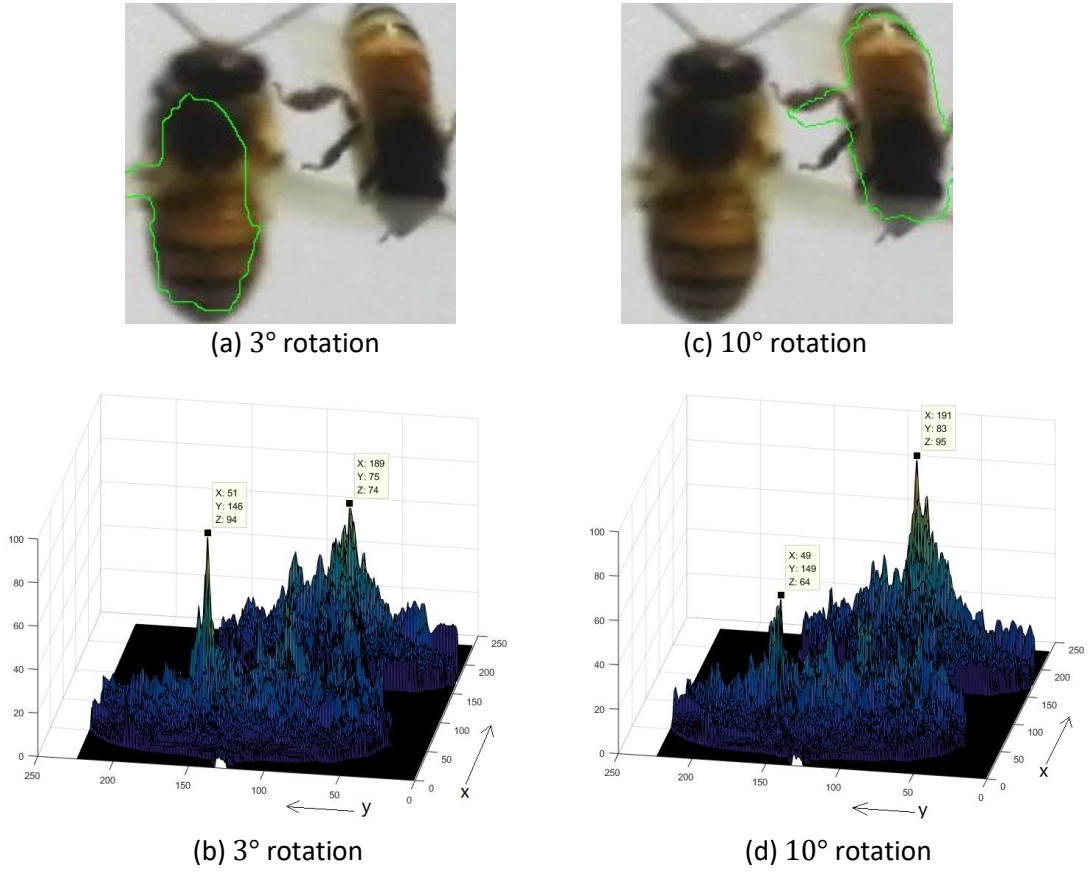 (a) 3° rotation
(c) 10° rotation
X: 51
Y: 146
Z: 94
X: 189
Y: 75
Z: 74
100
80
60
40
20
0
250
200
150
100
50
0
0
50
100
150
200
250
x
y
(b) 3° rotation
X: 191
Y: 83
Z: 95
X: 49
Y: 149
Z: 64
100
80
60
40
20
0
250
200
150
100
50
0
0
50
100
150
200
250
x
y
(d) 10° rotation